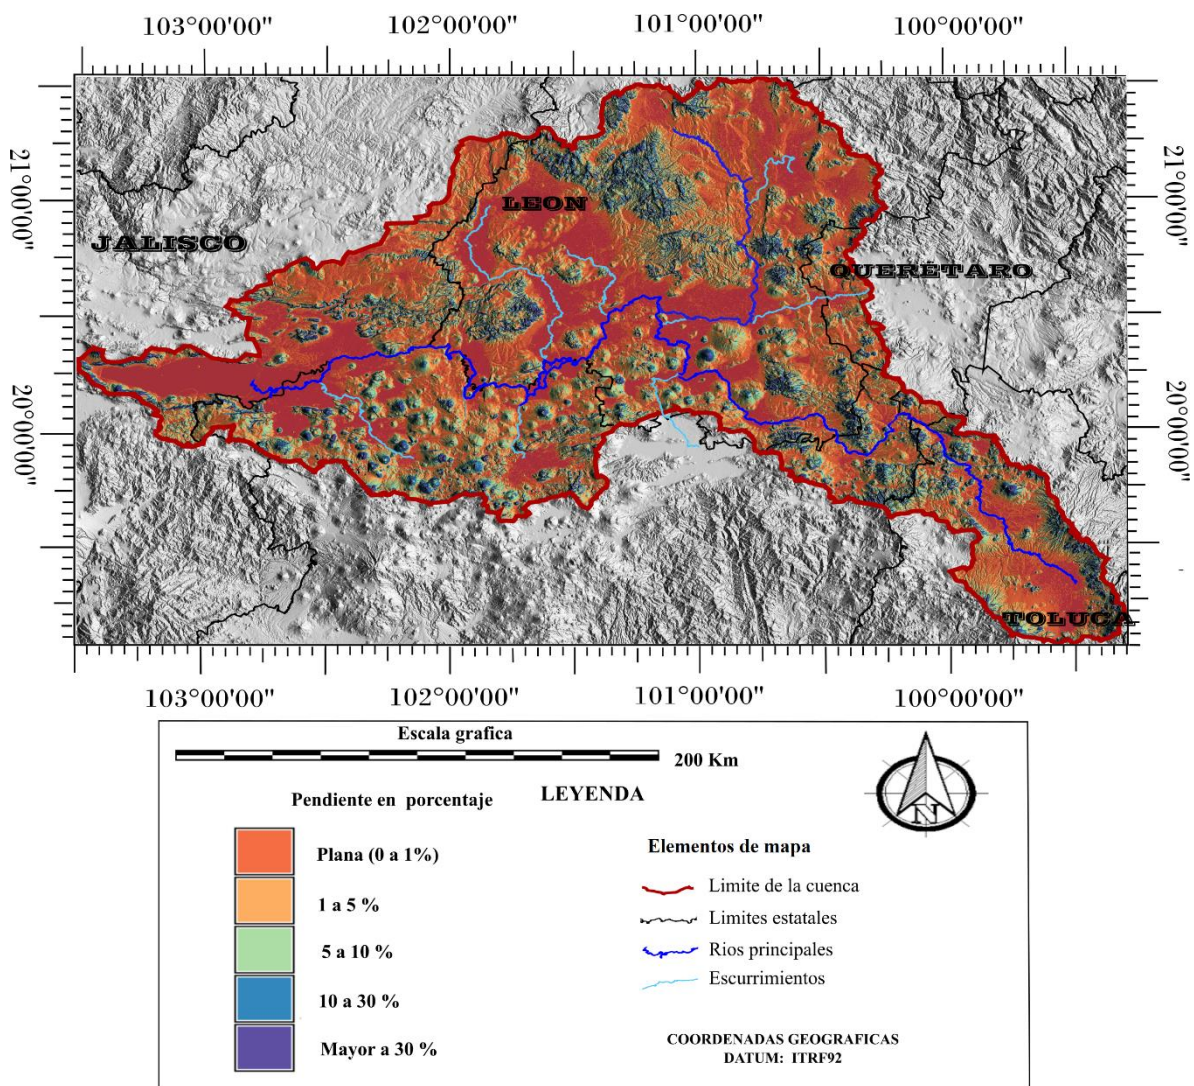 103°00'00" 102°00'00" 101°00'00" 100°00'00"
21°00'00"
21°00'00"
LEON
JALISCO
QUERÉTARO
20°00'00"
20°00'00"
TOLUCA
103°00'00" 102°00'00" 101°00'00" 100°00'00"
Escala grafica
200 Km
Pendiente en porcentaje
LEYENDA
N
Plana (0 a 1%)
1 a 5 %
5 a 10 %
10 a 30 %
Mayor a 30 %
Elementos de mapa
Limite de la cuenca
Limites estatales
Rios principales
Escurrimientos
COORDENADAS GEOGRAFICAS
DATUM: ITRF92